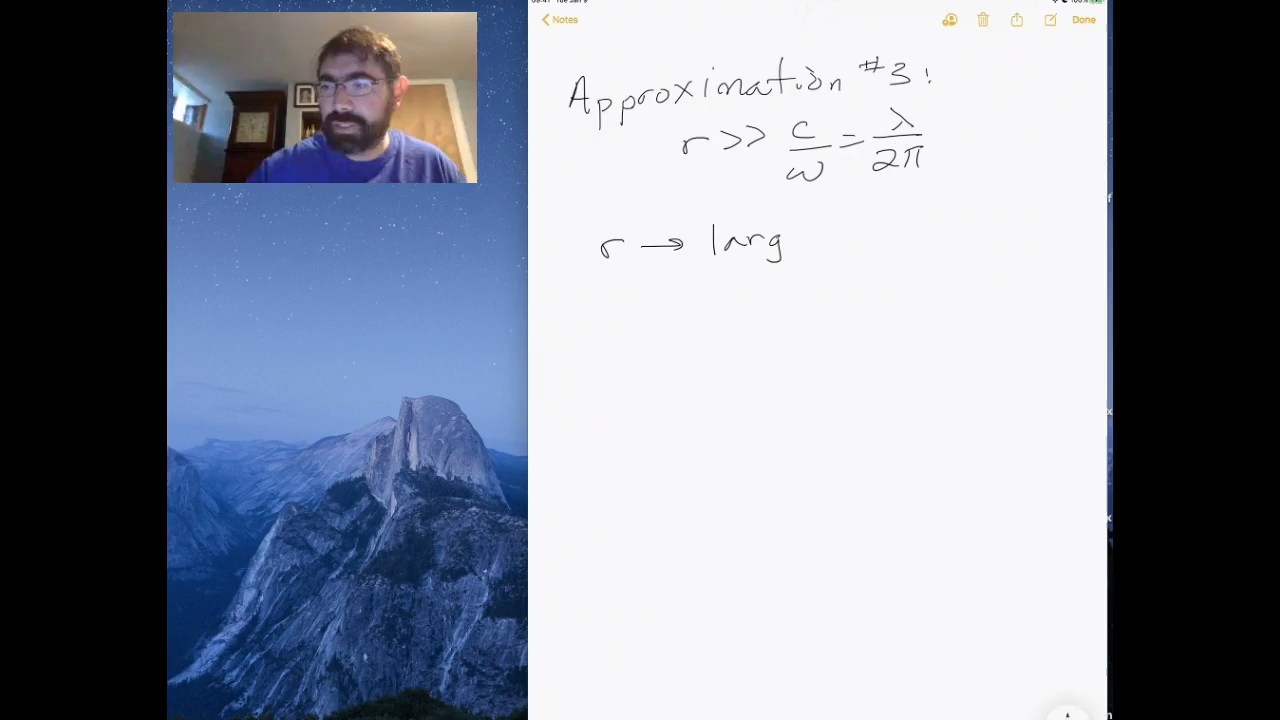 Notes
Done
Approximation #3:
r >> c/ω = λ/2π
r → larg